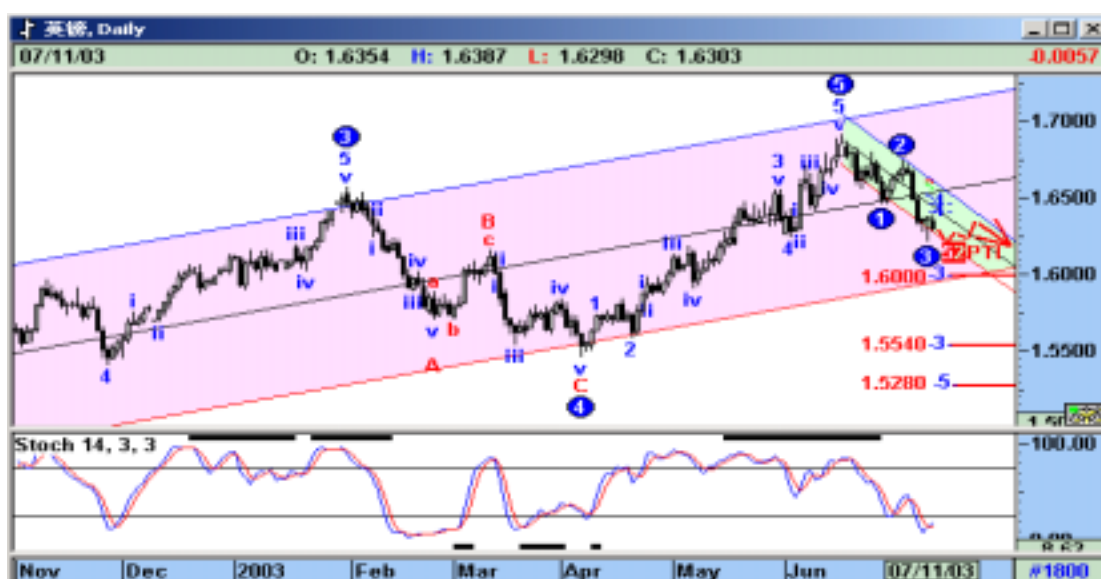 英镑, Daily
07/11/03 O: 1.6354 H: 1.6387 L: 1.6298 C: 1.6303 -0.0057
5
5
v
3
5
v
ii
i
iii
iv
i
ii
4
iv
iii
v
a
b
A
B
c
i
i
iii
iv
v
C
4
1
2
i
ii
iii
iv
3
v
4
i
ii
iii
iv
1
2
3
PTI
1.7000
1.6500
1.6000
1.5500
1.6000 -3
1.5540 -3
1.5280 -5
Stoch 14, 3, 3
100.00
8.62
Nov Dec 2003 Feb Mar Apr May Jun 07/11/03 #1800